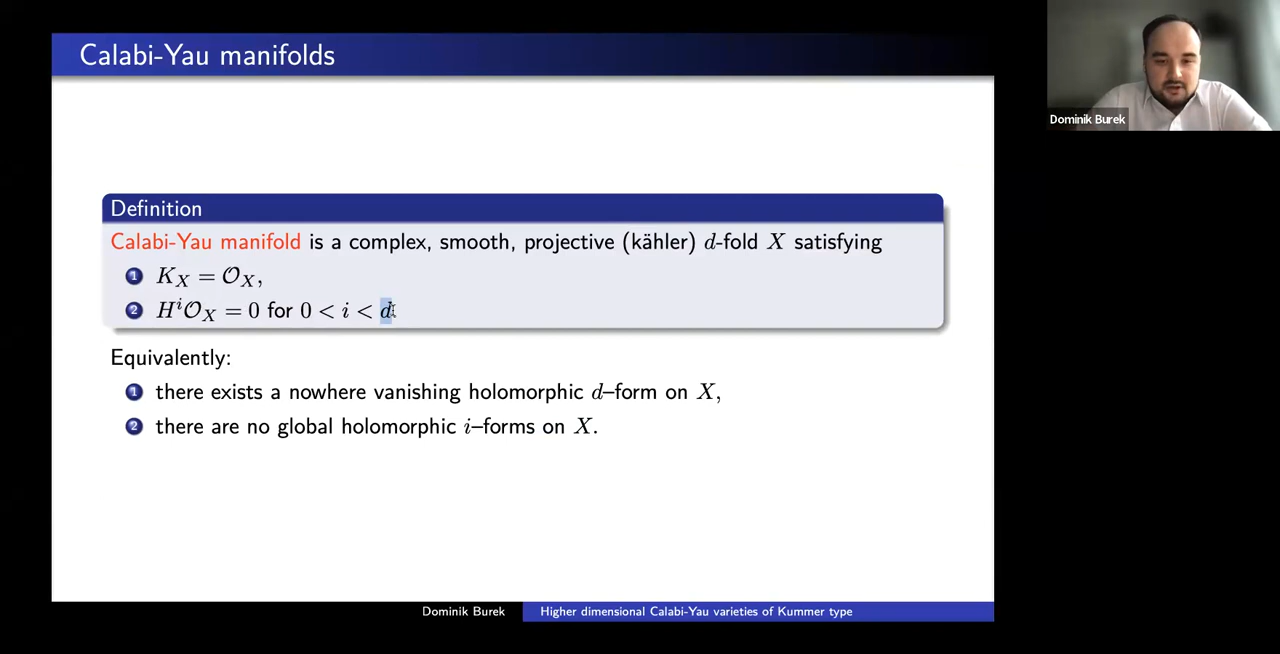 Calabi-Yau manifolds
Dominik Burek
Definition
Calabi-Yau manifold is a complex, smooth, projective (kähler) d-fold X satisfying
1 K_X = 𝒪_X,
2 H^i𝒪_X = 0 for 0 < i < d
Equivalently:
1 there exists a nowhere vanishing holomorphic d–form on X,
2 there are no global holomorphic i–forms on X.
Dominik Burek
Higher dimensional Calabi-Yau varieties of Kummer type